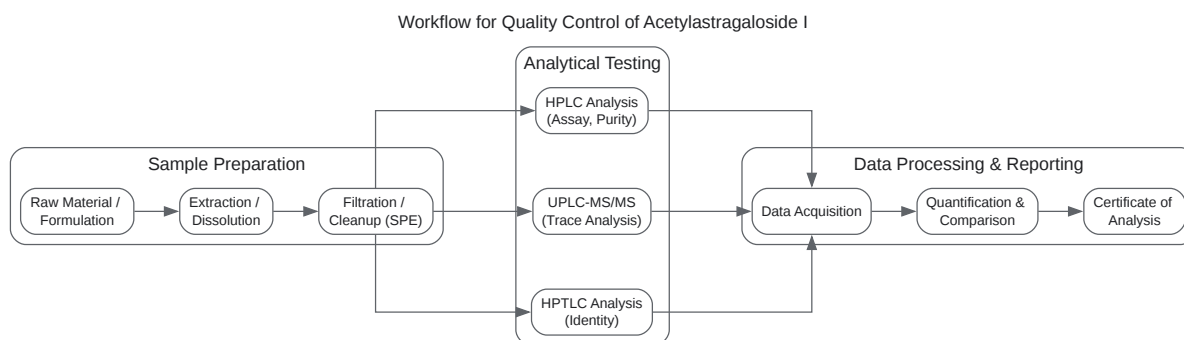 Workflow for Quality Control of Acetylastragaloside I
Sample Preparation
Raw Material /
Formulation
Extraction /
Dissolution
Filtration /
Cleanup (SPE)
Analytical Testing
HPLC Analysis
(Assay, Purity)
UPLC-MS/MS
(Trace Analysis)
HPTLC Analysis
(Identity)
Data Processing & Reporting
Data Acquisition
Quantification &
Comparison
Certificate of
Analysis